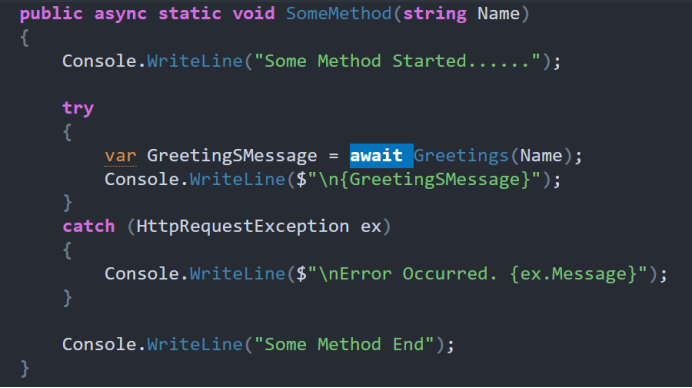 public async static void SomeMethod(string Name)
{
Console.WriteLine("Some Method Started......");
try
{
var GreetingSMessage = await Greetings(Name);
Console.WriteLine($"\n{GreetingSMessage}");
}
catch (HttpRequestException ex)
{
Console.WriteLine($"\nError Occurred. {ex.Message}");
}
Console.WriteLine("Some Method End");
}